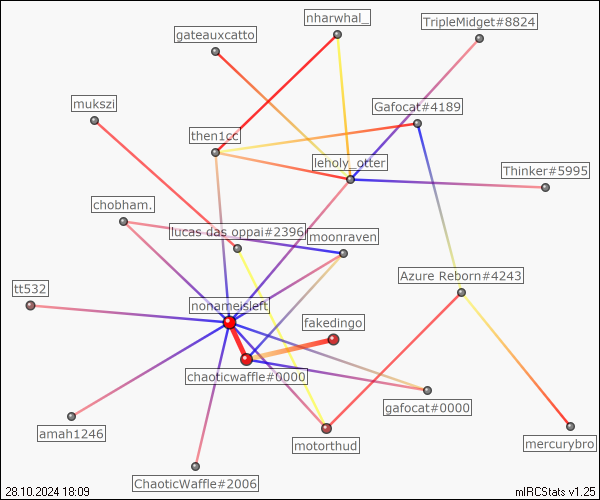 nharwhal_
TripleMidget#8824
gateauxcatto
mukszi
Gafocat#4189
then1cc
leholy_otter
Thinker#5995
chobham.
lucas das oppai#2396
moonraven
Azure Reborn#4243
tt532
nonameisleft
fakedingo
chaoticwaffle#0000
gafocat#0000
amah1246
motorthud
mercurybro
ChaoticWaffle#2006
28.10.2024 18:09
mIRCStats v1.25